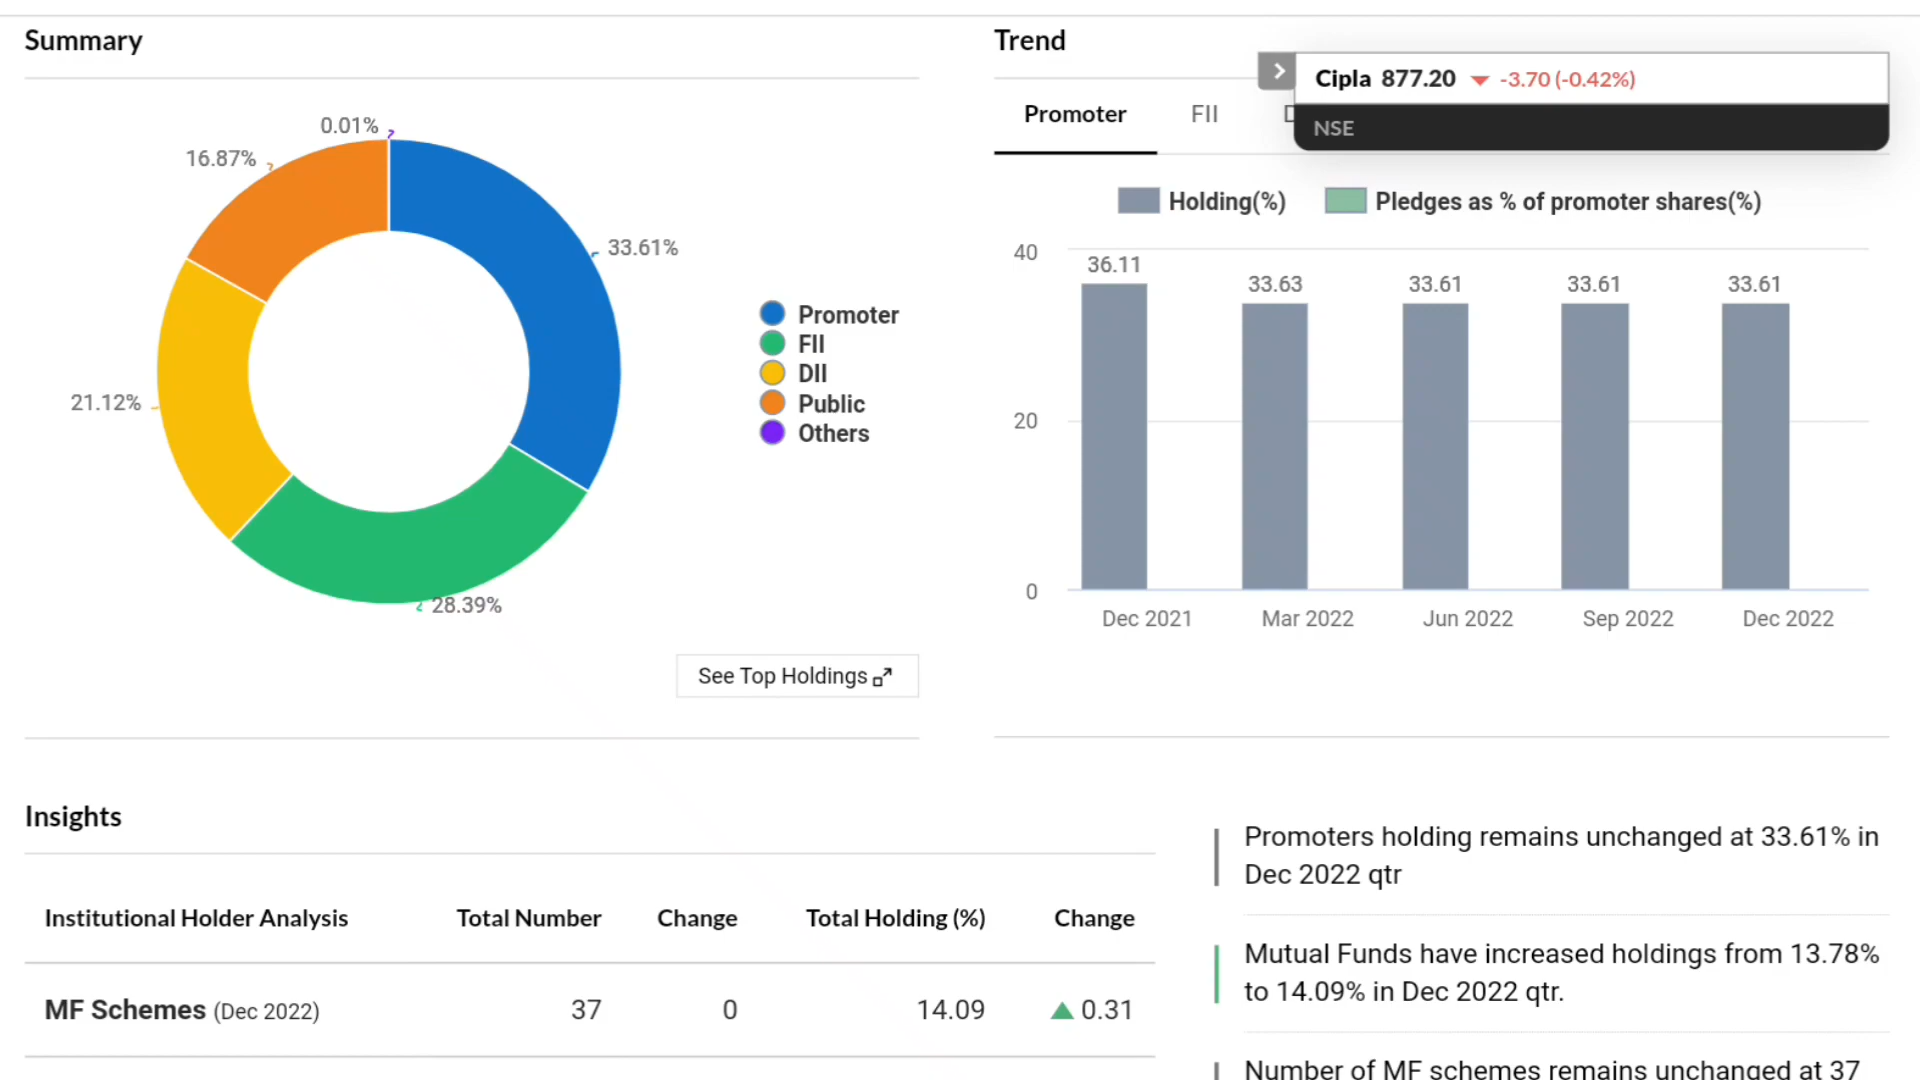 Summary
0.01%
16.87%
33.61%
21.12%
28.39%
Promoter
FII
DII
Public
Others
See Top Holdings
Trend
Cipla 877.20 -3.70 (-0.42%)
NSE
Promoter FII
Holding(%) Pledges as % of promoter shares(%)
40
20
0
36.11 33.63 33.61 33.61 33.61
Dec 2021 Mar 2022 Jun 2022 Sep 2022 Dec 2022
Insights
Institutional Holder Analysis Total Number Change Total Holding (%) Change
MF Schemes (Dec 2022) 37 0 14.09 0.31
Promoters holding remains unchanged at 33.61% in
Dec 2022 qtr
Mutual Funds have increased holdings from 13.78%
to 14.09% in Dec 2022 qtr.
Number of MF schemes remains unchanged at 37